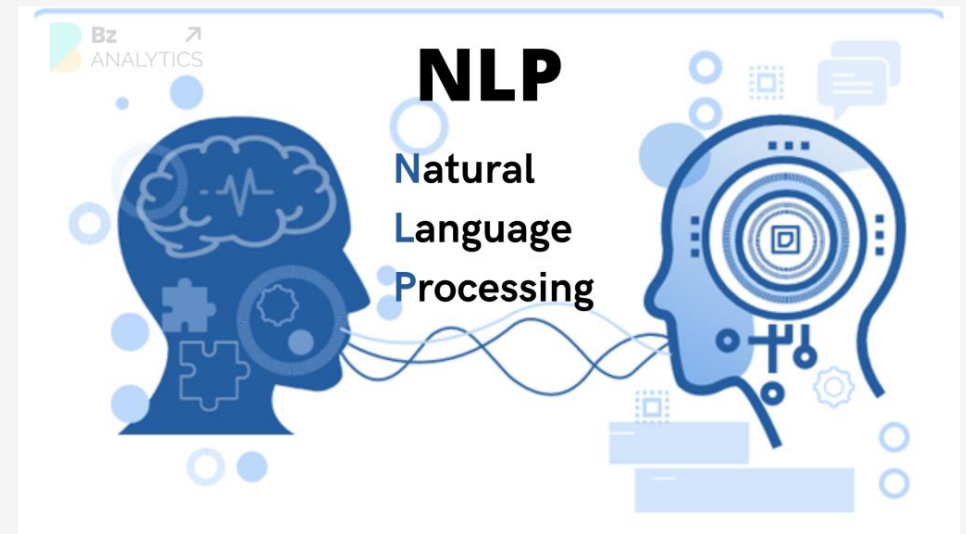 Bz
ANALYTICS
NLP
Natural
Language
Processing